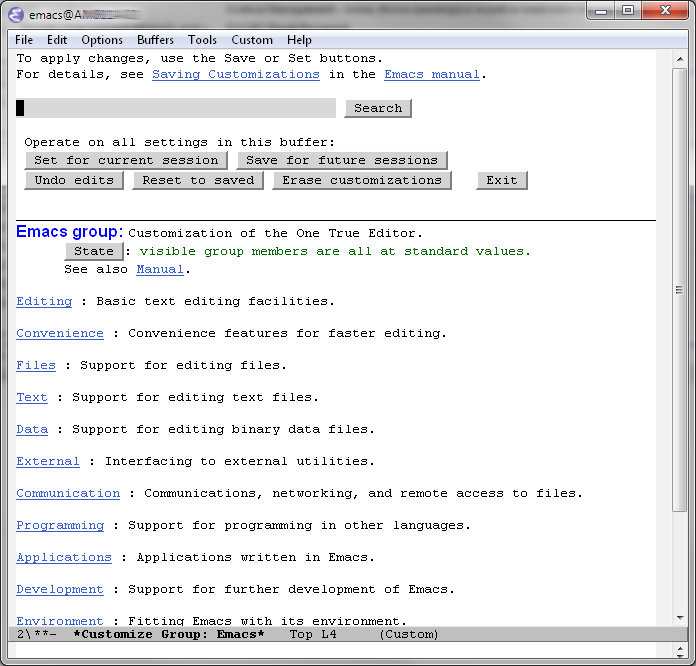 emacs@AM
File Edit Options Buffers Tools Custom Help
To apply changes, use the Save or Set buttons.
For details, see Saving Customizations in the Emacs manual.
Search
Operate on all settings in this buffer:
Set for current session Save for future sessions
Undo edits Reset to saved Erase customizations Exit
Emacs group: Customization of the One True Editor.
State : visible group members are all at standard values.
See also Manual.
Editing : Basic text editing facilities.
Convenience : Convenience features for faster editing.
Files : Support for editing files.
Text : Support for editing text files.
Data : Support for editing binary data files.
External : Interfacing to external utilities.
Communication : Communications, networking, and remote access to files.
Programming : Support for programming in other languages.
Applications : Applications written in Emacs.
Development : Support for further development of Emacs.
Environment : Fitting Emacs with its environment.
2\**- *Customize Group: Emacs* Top L4 (Custom)